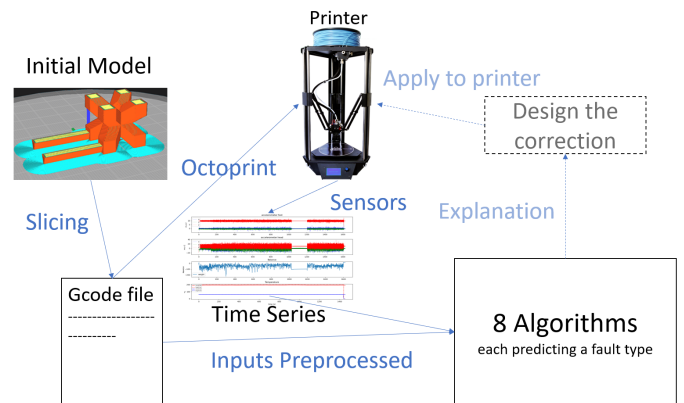 Printer
Initial Model
Apply to printer
Design the
correction
Octoprint
Sensors
Slicing
Explanation
Gcode file
------------------
----------
Time Series
8 Algorithms
each predicting a fault type
Inputs Preprocessed